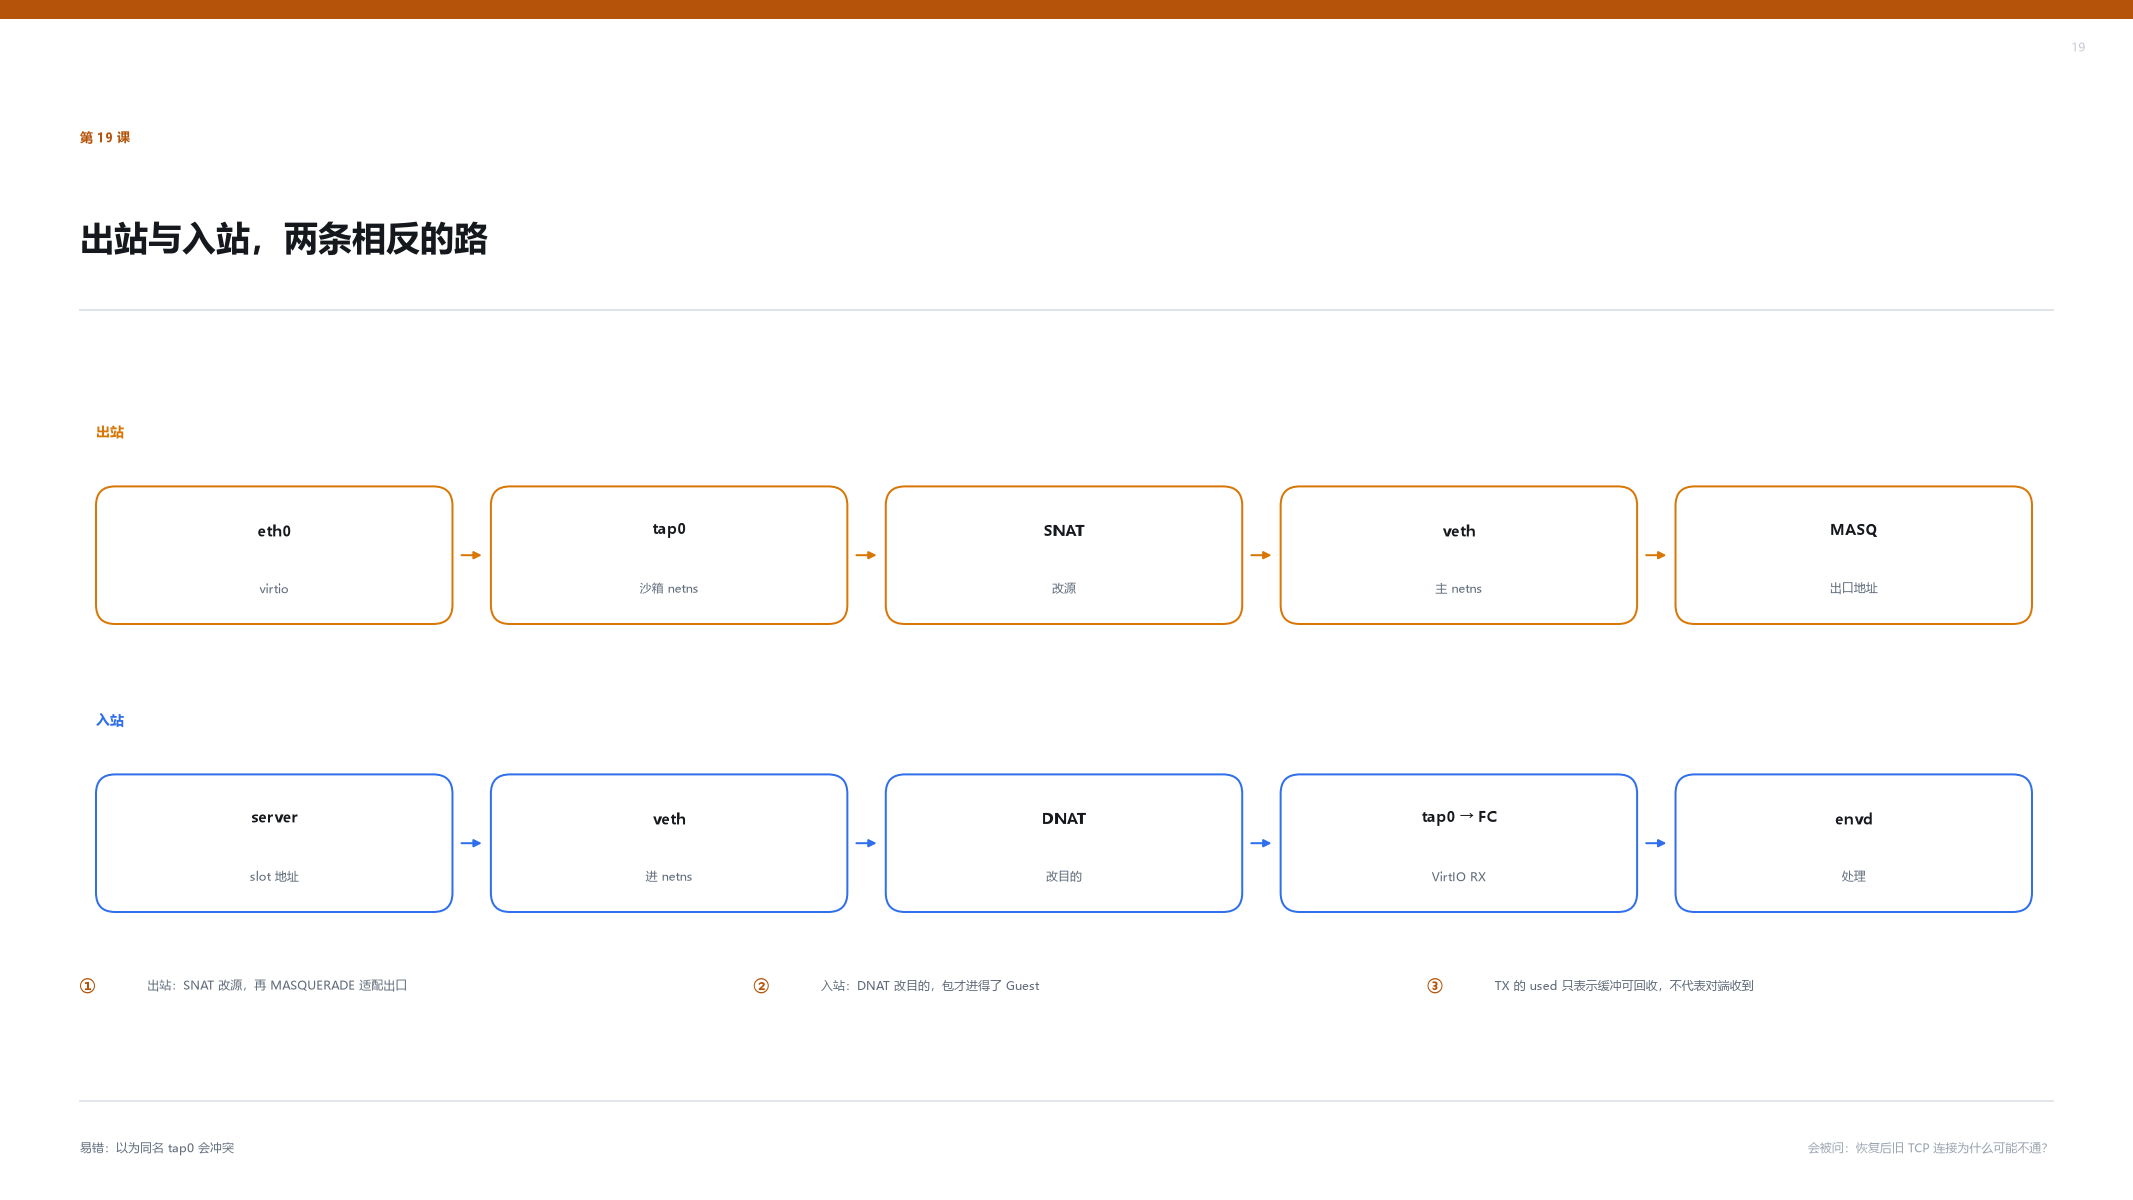 19
第 19 课
出站与入站，两条相反的路
出站
eth0
virtio
tap0
沙箱 netns
SNAT
改源
veth
主 netns
MASQ
出口地址
入站
server
slot 地址
veth
进 netns
DNAT
改目的
tap0 → FC
VirtIO RX
envd
处理
① 出站：SNAT 改源，再 MASQUERADE 适配出口
② 入站：DNAT 改目的，包才进得了 Guest
③ TX 的 used 只表示缓冲可回收，不代表对端收到
易错：以为同名 tap0 会冲突
会被问：恢复后旧 TCP 连接为什么可能不通？